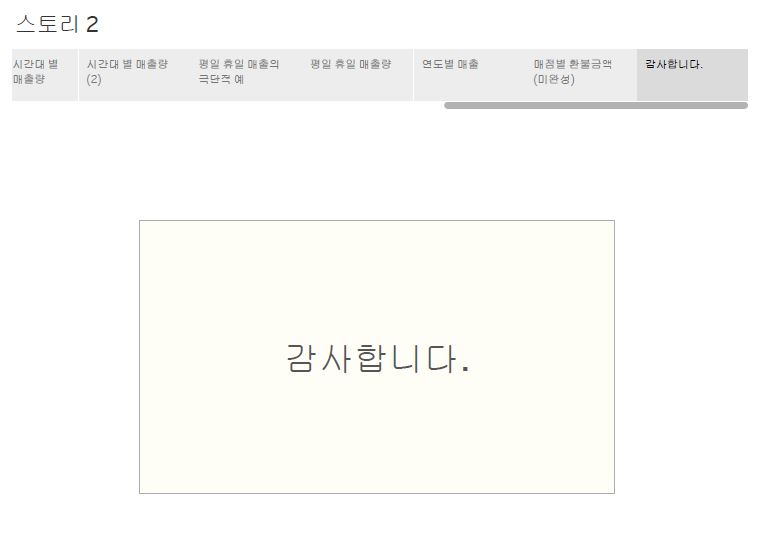 스토리 2
시간대 별
매출량
시간대 별 매출량
(2)
평일 휴일 매출의
극단적 예
평일 휴일 매출량
연도별 매출
매점별 환불금액
(미완성)
감사합니다.
감사합니다.